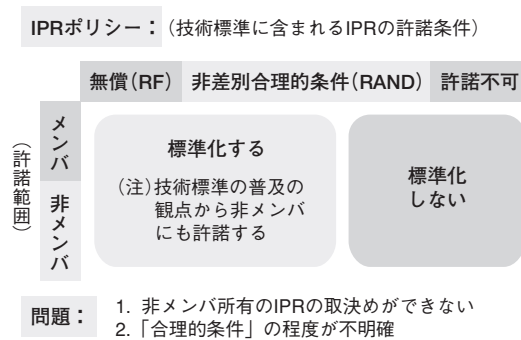 IPRポリシー：（技術標準に含まれるIPRの許諾条件）
無償（RF） 非差別合理的条件（RAND） 許諾不可
（許諾範囲）
メンバ
非メンバ
標準化する
（注）技術標準の普及の
観点から非メンバ
にも許諾する
標準化
しない
問題： 1. 非メンバ所有のIPRの取決めができない
2.「合理的条件」の程度が不明確